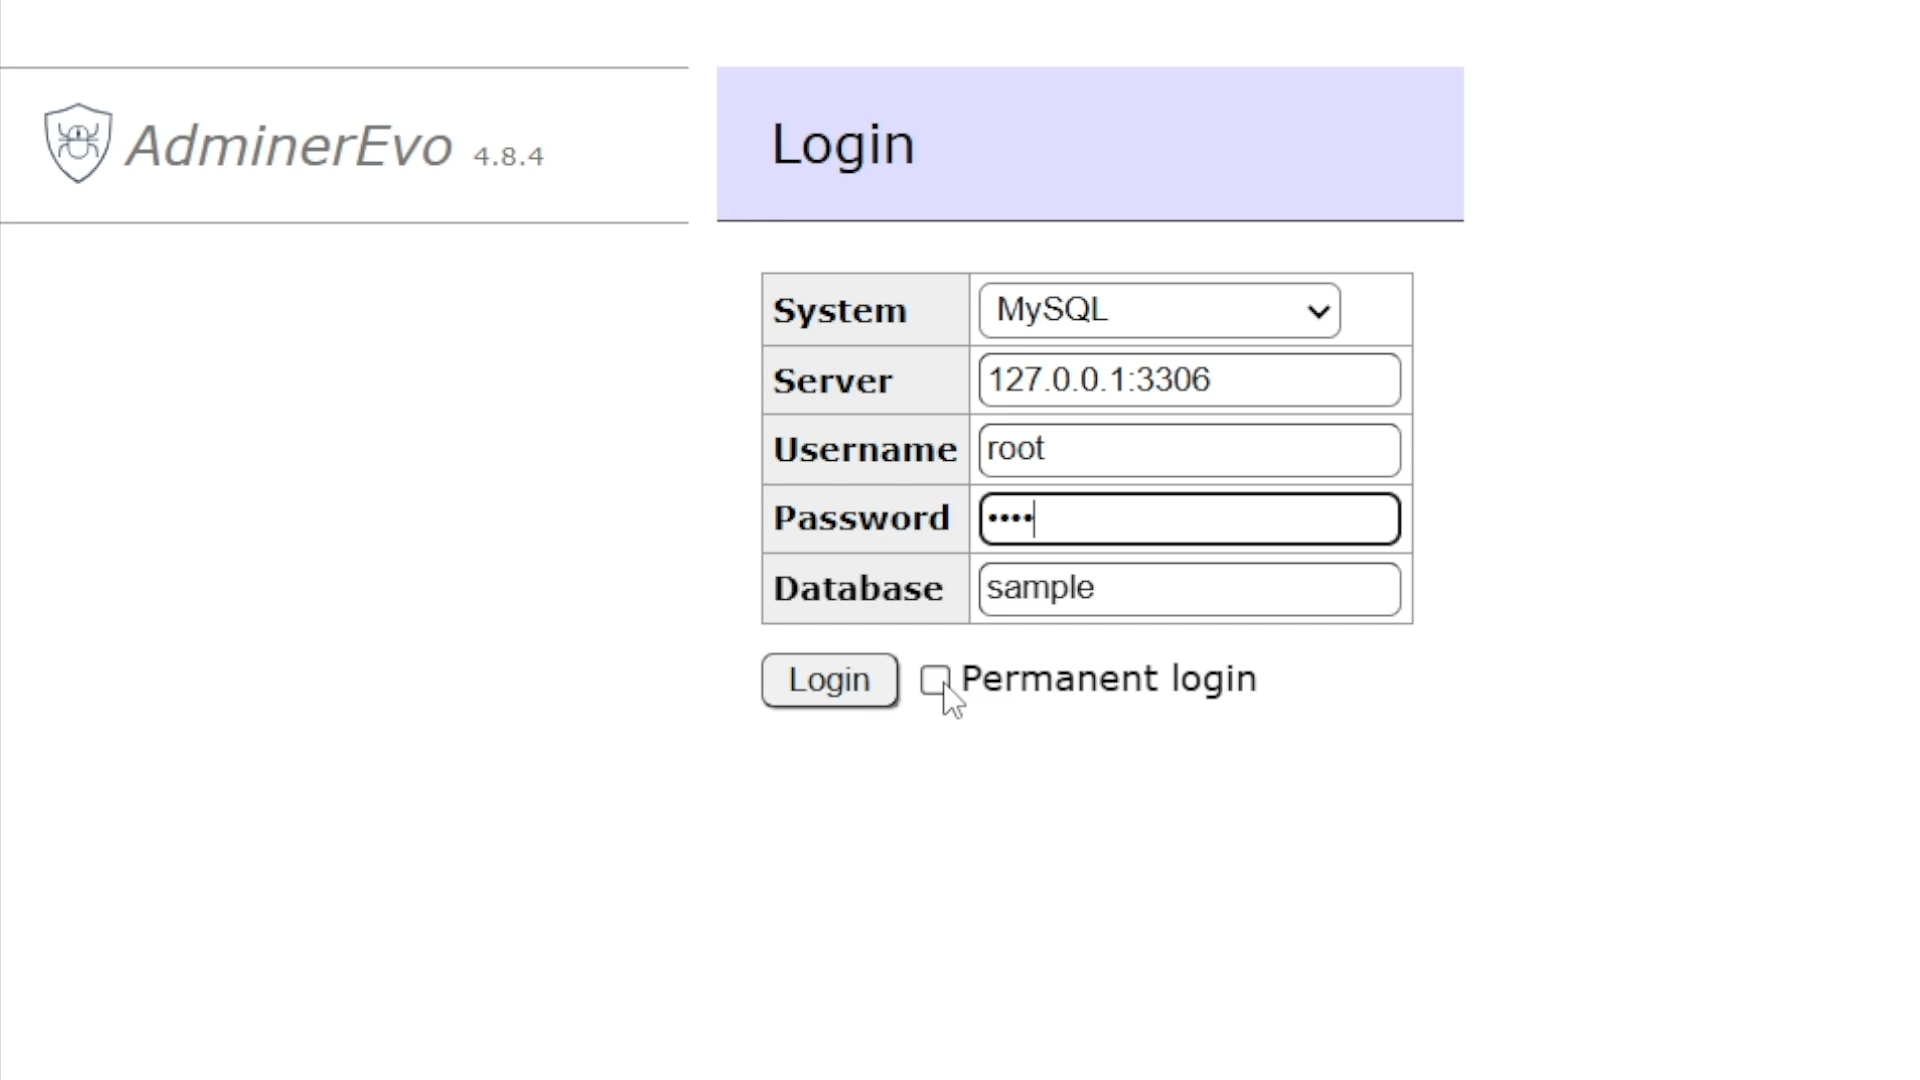 AdminerEvo 4.8.4
Login
System MySQL
Server 127.0.0.1:3306
Username root
Password ••••
Database sample
Login Permanent login